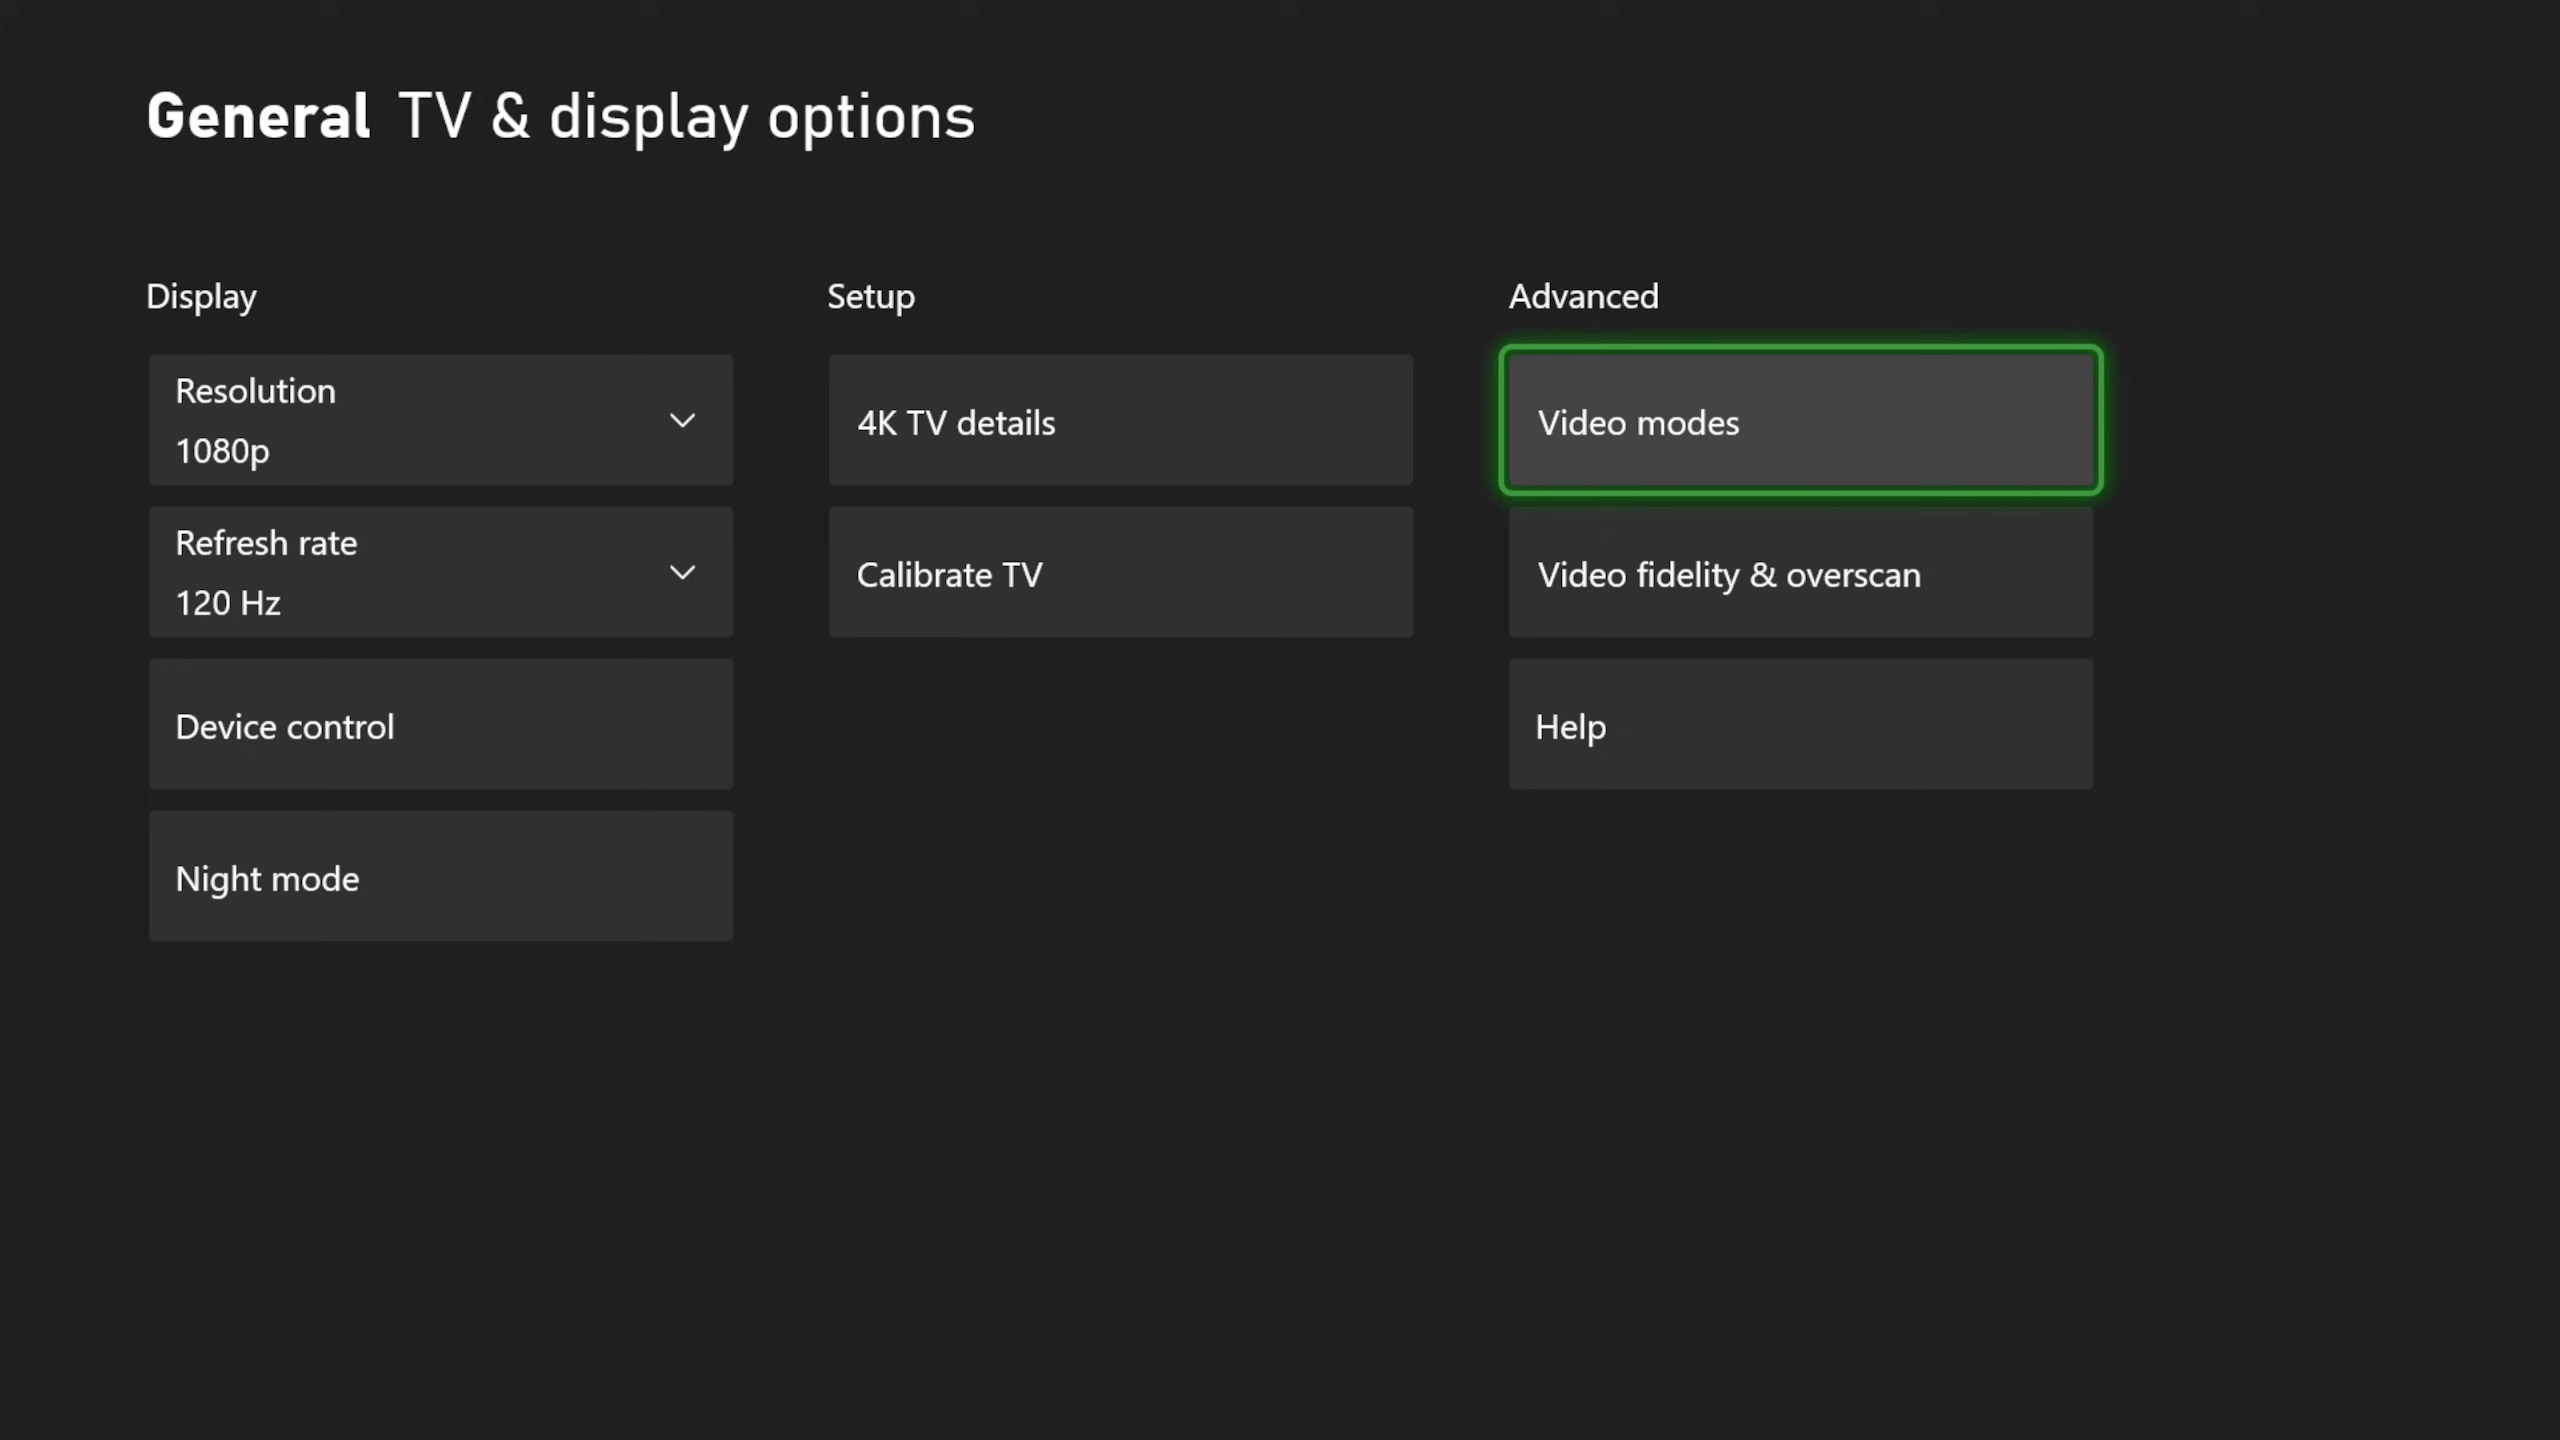 General TV & display options
Display
Resolution
1080p
Refresh rate
120 Hz
Device control
Night mode
Setup
4K TV details
Calibrate TV
Advanced
Video modes
Video fidelity & overscan
Help